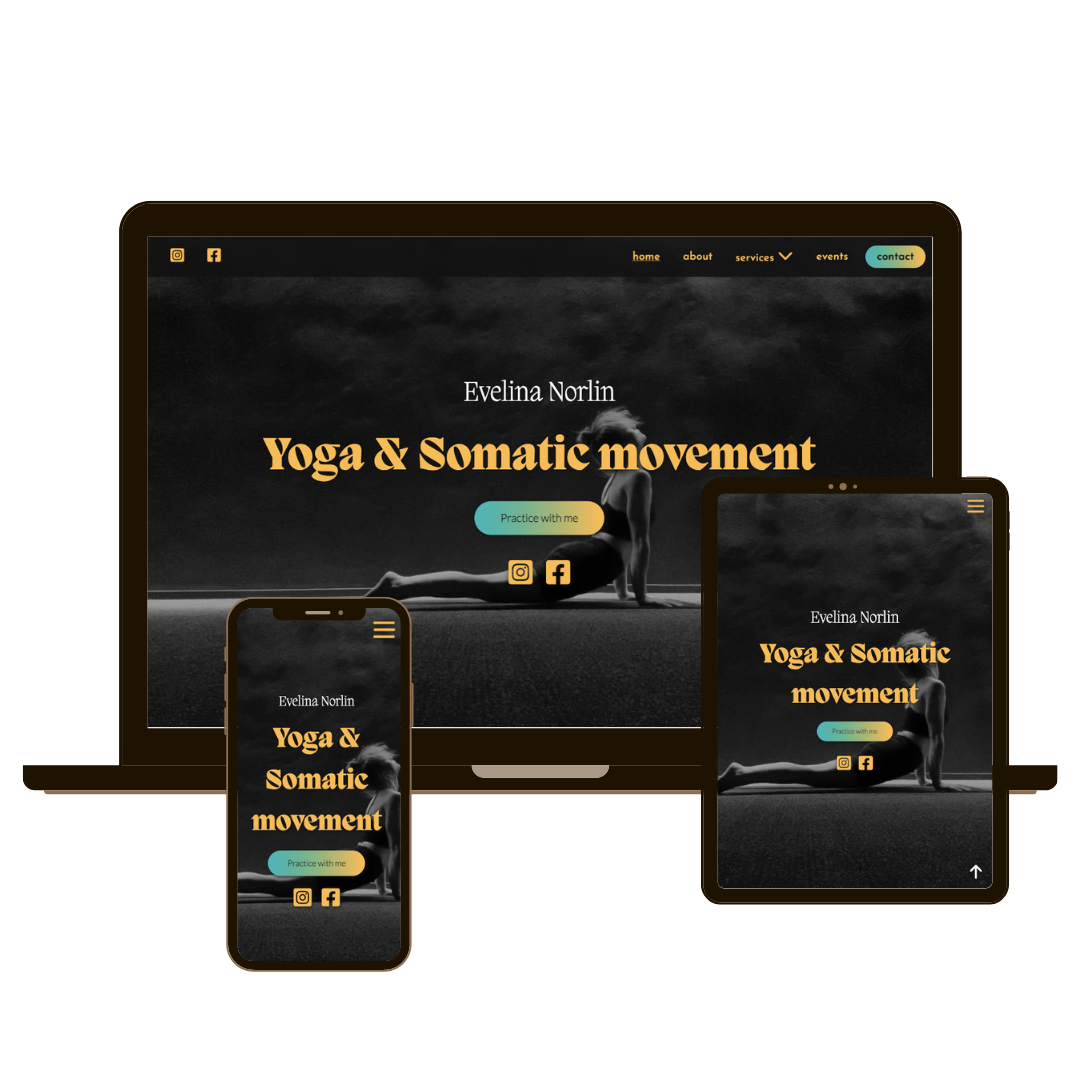 home about services events contact
Evelina Norlin
Yoga & Somatic movement
Practice with me
Evelina Norlin
Yoga & Somatic
movement
Practice with me
Evelina Norlin
Yoga &
Somatic
movement
Practice with me